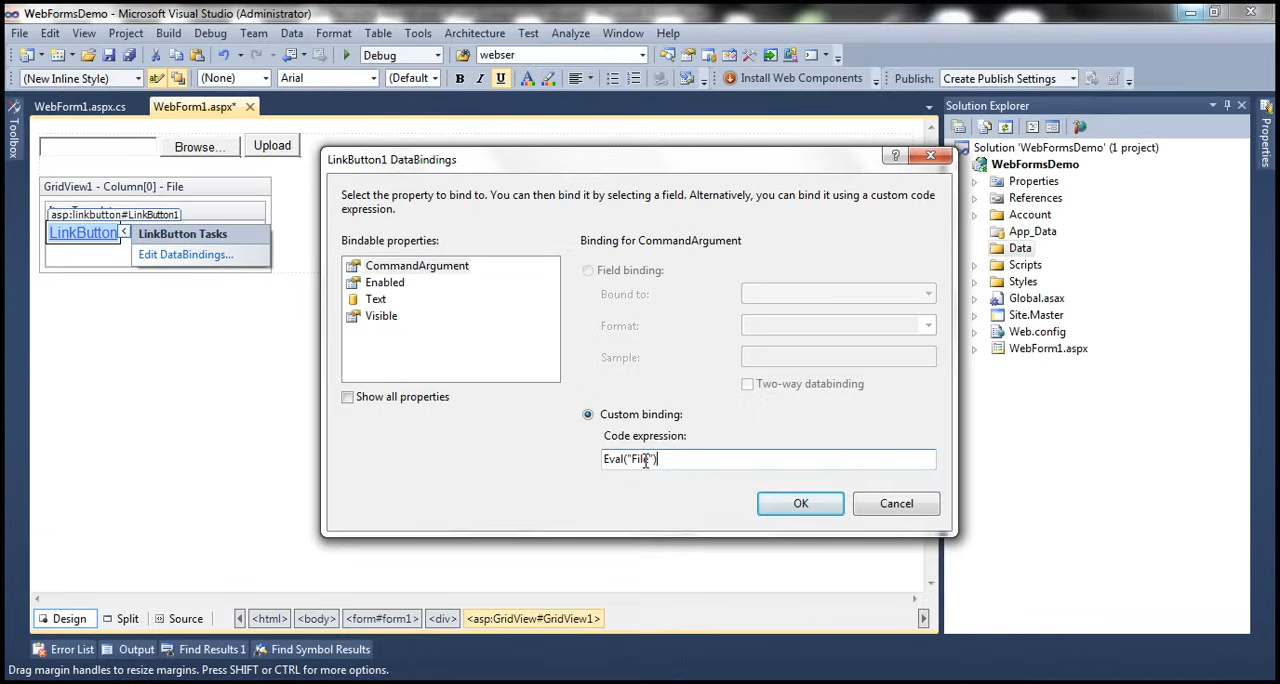 WebFormsDemo - Microsoft Visual Studio (Administrator)
File Edit View Project Build Debug Team Data Format Table Tools Architecture Test Analyze Window Help
Debug webser
(New Inline Style) (None) Arial (Default B I U A Install Web Components Publish: Create Publish Settings
Toolbox
WebForm1.aspx.cs WebForm1.aspx*
Browse... Upload
GridView1 - Column[0] - File
asp:linkbutton#LinkButton1
LinkButton
LinkButton Tasks
Edit DataBindings...
LinkButton1 DataBindings
Select the property to bind to. You can then bind it by selecting a field. Alternatively, you can bind it using a custom code
expression.
Bindable properties:
CommandArgument
Enabled
Text
Visible
Show all properties
Binding for CommandArgument
Field binding:
Bound to:
Format:
Sample:
Two-way databinding
Custom binding:
Code expression:
Eval("File")
OK Cancel
Solution Explorer
Solution 'WebFormsDemo' (1 project)
WebFormsDemo
Properties
References
Account
App_Data
Data
Scripts
Styles
Global.asax
Site.Master
Web.config
WebForm1.aspx
Properties
Design Split Source <html> <body> <form#form1> <div> <asp:GridView#GridView1>
Error List Output Find Results 1 Find Symbol Results
Drag margin handles to resize margins. Press SHIFT or CTRL for more options.